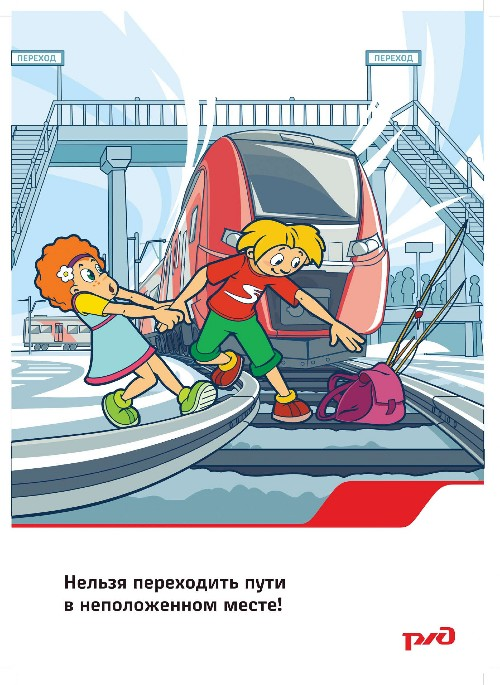 ПЕРЕХОД
ПЕРЕХОД
Нельзя переходить пути
в неположенном месте!
ржд